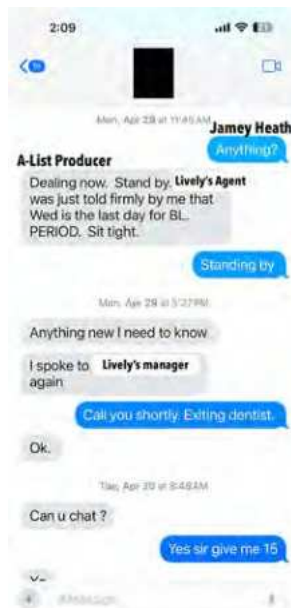 2:09
Mon, Apr 29 at 11:45 AM
Jamey Heath
Anything?
A-List Producer
Dealing now. Stand by. Lively's Agent
was just told firmly by me that
Wed is the last day for BL.
PERIOD. Sit tight.
Standing by
Mon, Apr 29 at 5:27 PM
Anything new I need to know
I spoke to Lively's manager
again
Call you shortly. Exiting dentist.
Ok.
Tue, Apr 30 at 8:48 AM
Can u chat ?
Yes sir give me 15
iMessage